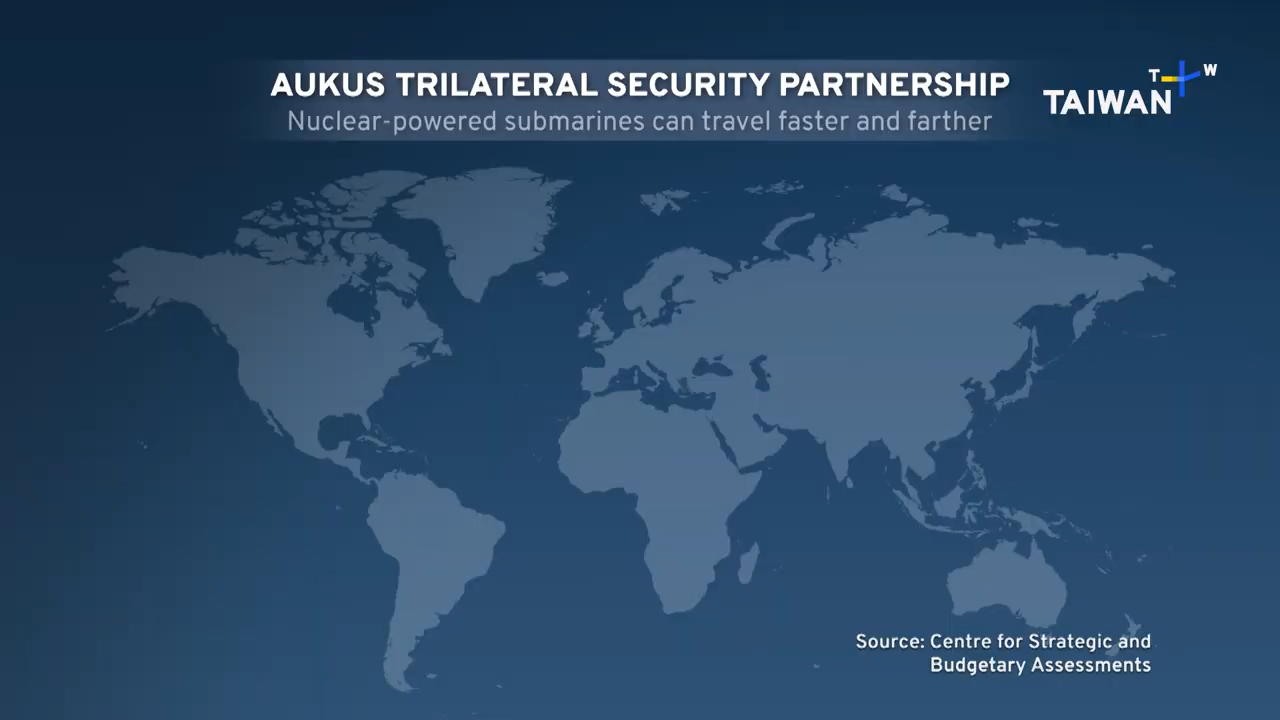 AUKUS TRILATERAL SECURITY PARTNERSHIP
Nuclear-powered submarines can travel faster and farther
TAIWAN
T W
Source: Centre for Strategic and
Budgetary Assessments